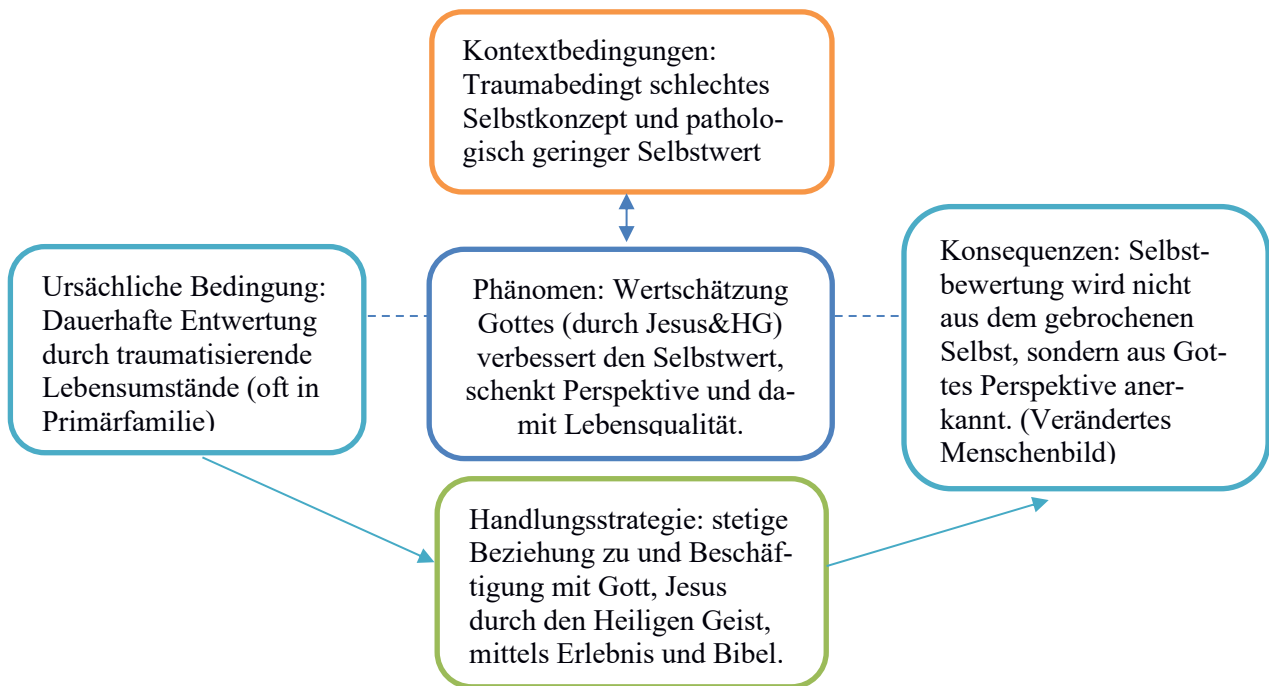 Kontextbedingungen:
Traumabedingt schlechtes
Selbstkonzept und patholo-
gisch geringer Selbstwert
Ursächliche Bedingung:
Dauerhafte Entwertung
durch traumatisierende
Lebensumstände (oft in
Primärfamilie)
Phänomen: Wertschätzung
Gottes (durch Jesus&HG)
verbessert den Selbstwert,
schenkt Perspektive und da-
mit Lebensqualität.
Konsequenzen: Selbst-
bewertung wird nicht
aus dem gebrochenen
Selbst, sondern aus Got-
tes Perspektive aner-
kannt. (Verändertes
Menschenbild)
Handlungsstrategie: stetige
Beziehung zu und Beschäf-
tigung mit Gott, Jesus
durch den Heiligen Geist,
mittels Erlebnis und Bibel.